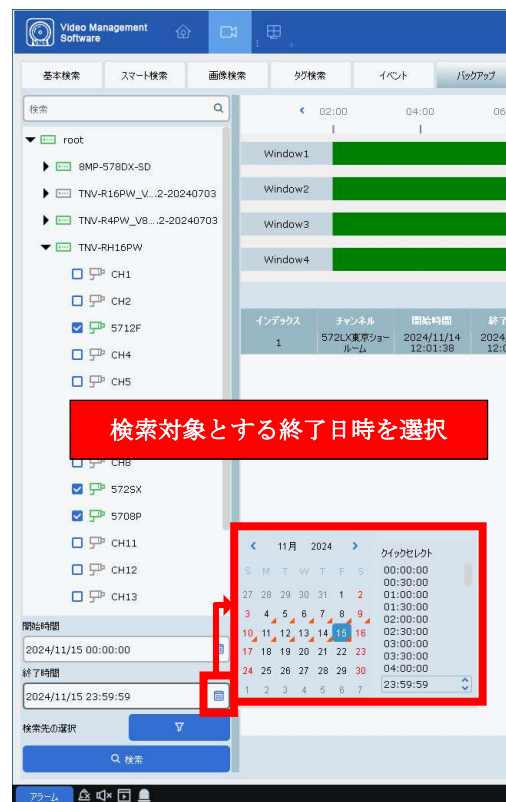 Video Management
Software
VMS
1
基本検索 スマート検索 画像検索 タグ検索 イベント バックアップ
検索
02:00 04:00 06
root
8MP-578DX-SD
TNV-R16PW_V...2-20240703
TNV-R4PW_V8...2-20240703
TNV-RH16PW
CH1
CH2
5712F
CH4
CH5
CH8
572SX
5708P
CH11
CH12
CH13
Window1
Window2
Window3
Window4
インデックス チャンネル 開始時間 終了
1 572LX東京ショールーム 2024/11/14 12:01:38 2024/ 12:0
検索対象とする終了日時を選択
11月 2024
S M T W T F S
27 28 29 30 31 1 2
3 4 5 6 7 8 9
10 11 12 13 14 15 16
17 18 19 20 21 22 23
24 25 26 27 28 29 30
1 2 3 4 5 6 7
クイックセレクト
00:00:00
00:30:00
01:00:00
01:30:00
02:00:00
02:30:00
03:00:00
03:30:00
04:00:00
23:59:59
開始時間
2024/11/15 00:00:00
終了時間
2024/11/15 23:59:59
検索先の選択
検索
アラーム